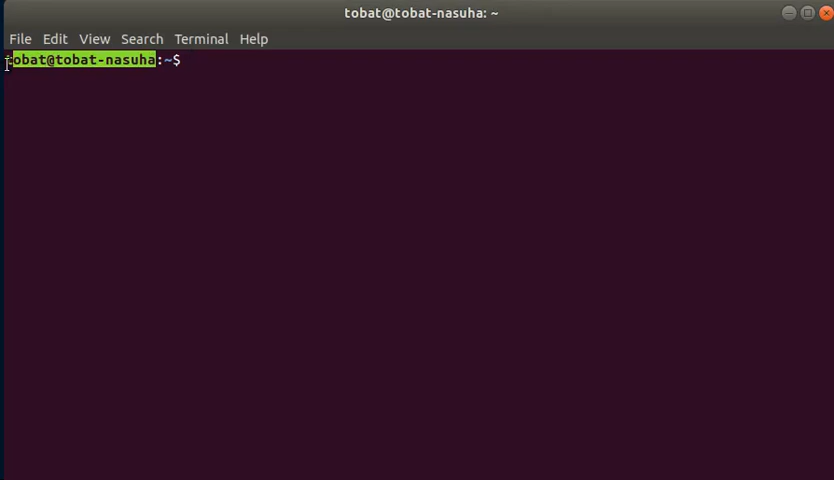 tobat@tobat-nasuha: ~
File Edit View Search Terminal Help
tobat@tobat-nasuha:~$